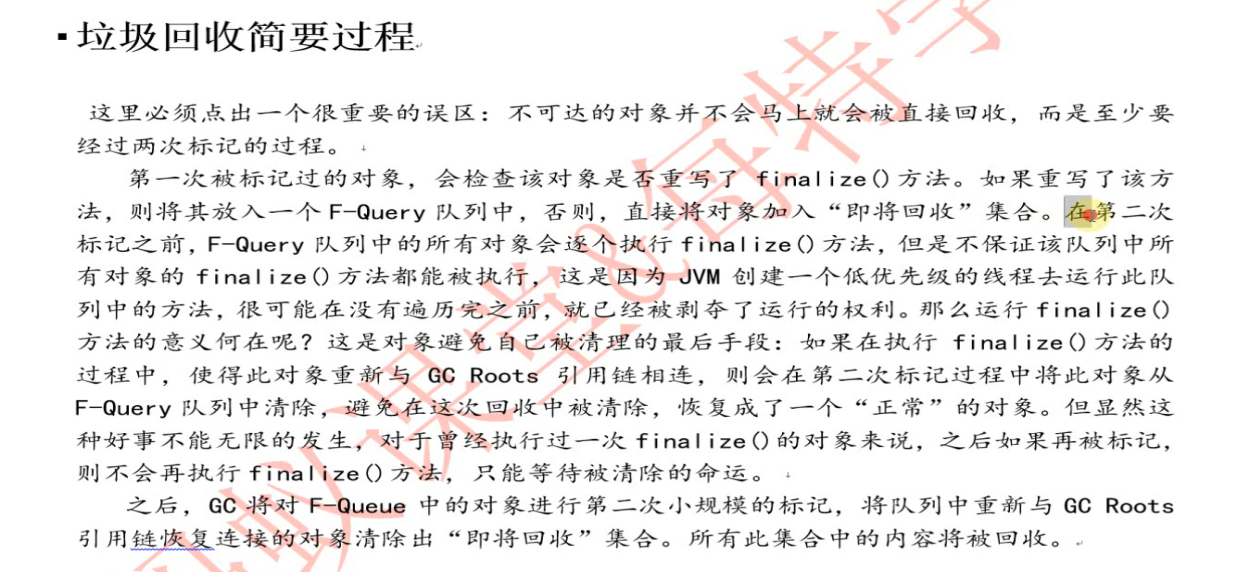 ▪垃圾回收简要过程
这里必须点出一个很重要的误区：不可达的对象并不会马上就会被直接回收，而是至少要
经过两次标记的过程。
第一次被标记过的对象，会检查该对象是否重写了 finalize()方法。如果重写了该方
法，则将其放入一个 F-Query 队列中，否则，直接将对象加入“即将回收”集合。在第二次
标记之前，F-Query 队列中的所有对象会逐个执行 finalize()方法，但是不保证该队列中所
有对象的 finalize()方法都能被执行，这是因为 JVM 创建一个低优先级的线程去运行此队
列中的方法，很可能在没有遍历完之前，就已经被剥夺了运行的权利。那么运行 finalize()
方法的意义何在呢？这是对象避免自己被清理的最后手段：如果在执行 finalize()方法的
过程中，使得此对象重新与 GC Roots 引用链相连，则会在第二次标记过程中将此对象从
F-Query 队列中清除，避免在这次回收中被清除，恢复成了一个“正常”的对象。但显然这
种好事不能无限的发生，对于曾经执行过一次 finalize()的对象来说，之后如果再被标记，
则不会再执行 finalize()方法，只能等待被清除的命运。
之后，GC 将对 F-Queue 中的对象进行第二次小规模的标记，将队列中重新与 GC Roots
引用链恢复连接的对象清除出“即将回收”集合。所有此集合中的内容将被回收。
蚁课堂&每特学